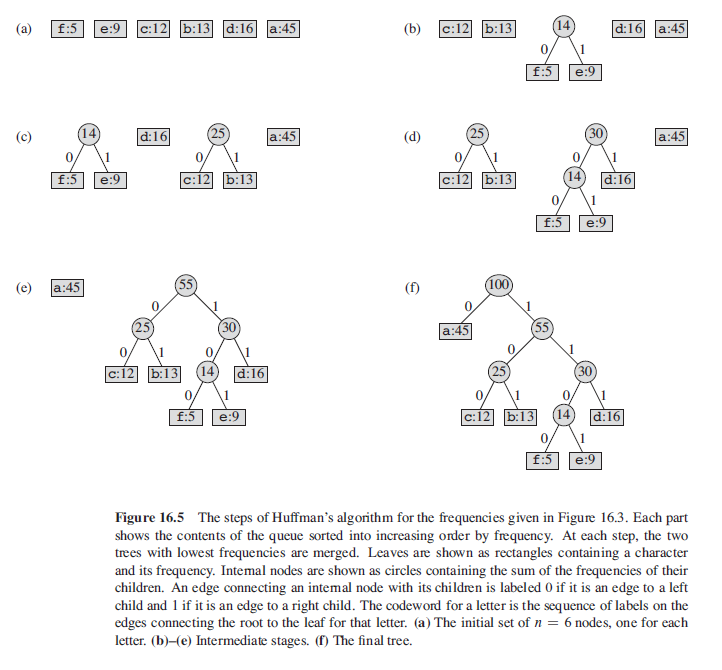 (a) f:5 e:9 c:12 b:13 d:16 a:45
(b) c:12 b:13 14 d:16 a:45
0 1
f:5 e:9
(c) 14 d:16 25 a:45
0 1 0 1
f:5 e:9 c:12 b:13
(d) 25 30 a:45
0 1 0 1
c:12 b:13 14 d:16
0 1
f:5 e:9
(e) a:45 55
0 1
25 30
0 1 0 1
c:12 b:13 14 d:16
0 1
f:5 e:9
(f) 100
0 1
a:45 55
0 1
25 30
0 1 0 1
c:12 b:13 14 d:16
0 1
f:5 e:9
Figure 16.5 The steps of Huffman's algorithm for the frequencies given in Figure 16.3. Each part
shows the contents of the queue sorted into increasing order by frequency. At each step, the two
trees with lowest frequencies are merged. Leaves are shown as rectangles containing a character
and its frequency. Internal nodes are shown as circles containing the sum of the frequencies of their
children. An edge connecting an internal node with its children is labeled 0 if it is an edge to a left
child and 1 if it is an edge to a right child. The codeword for a letter is the sequence of labels on the
edges connecting the root to the leaf for that letter. (a) The initial set of n = 6 nodes, one for each
letter. (b)–(e) Intermediate stages. (f) The final tree.